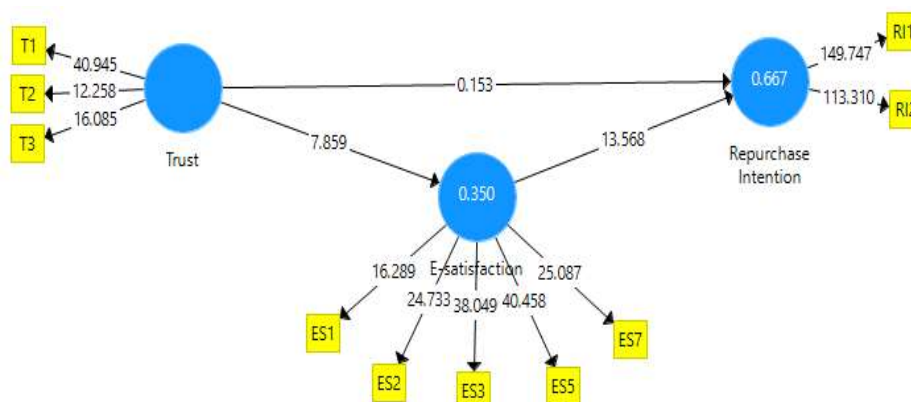 T1
T2
T3
40.945
12.258
16.085
Trust
0.153
7.859
13.568
0.667
Repurchase
Intention
149.747
113.310
RI1
RI2
0.350
E-satisfaction
16.289
24.733
38.049
40.458
25.087
ES1
ES2
ES3
ES5
ES7